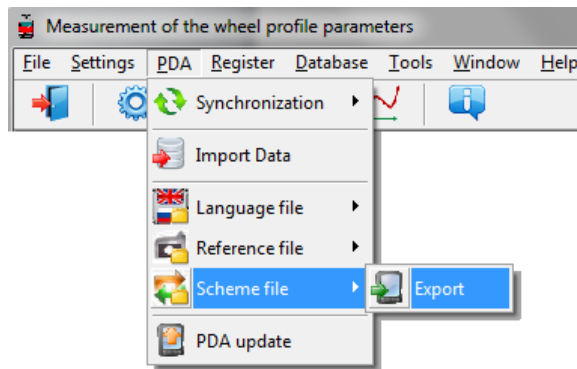 Measurement of the wheel profile parameters
File Settings PDA Register Database Tools Window Help
Synchronization
Import Data
Language file
Reference file
Scheme file
Export
PDA update